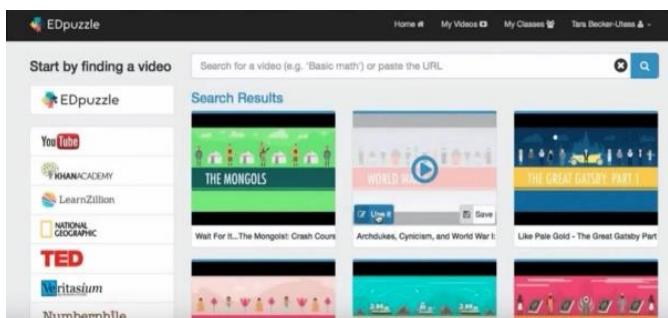 EDpuzzle
Home My Videos My Classes Tara Becker-Utess
Start by finding a video
Search for a video (e.g. 'Basic math') or paste the URL
EDpuzzle
Search Results
You Tube
KHANACADEMY
LearnZillion
NATIONAL
GEOGRAPHIC
TED
Veritasium
Numberphile
THE MONGOLS
WORLD
THE GREAT GATSBY PART 1
Use it
Save
Wait For It...The Mongols!: Crash Cours
Archdukes, Cynicism, and World War I:
Like Pale Gold - The Great Gatsby Part